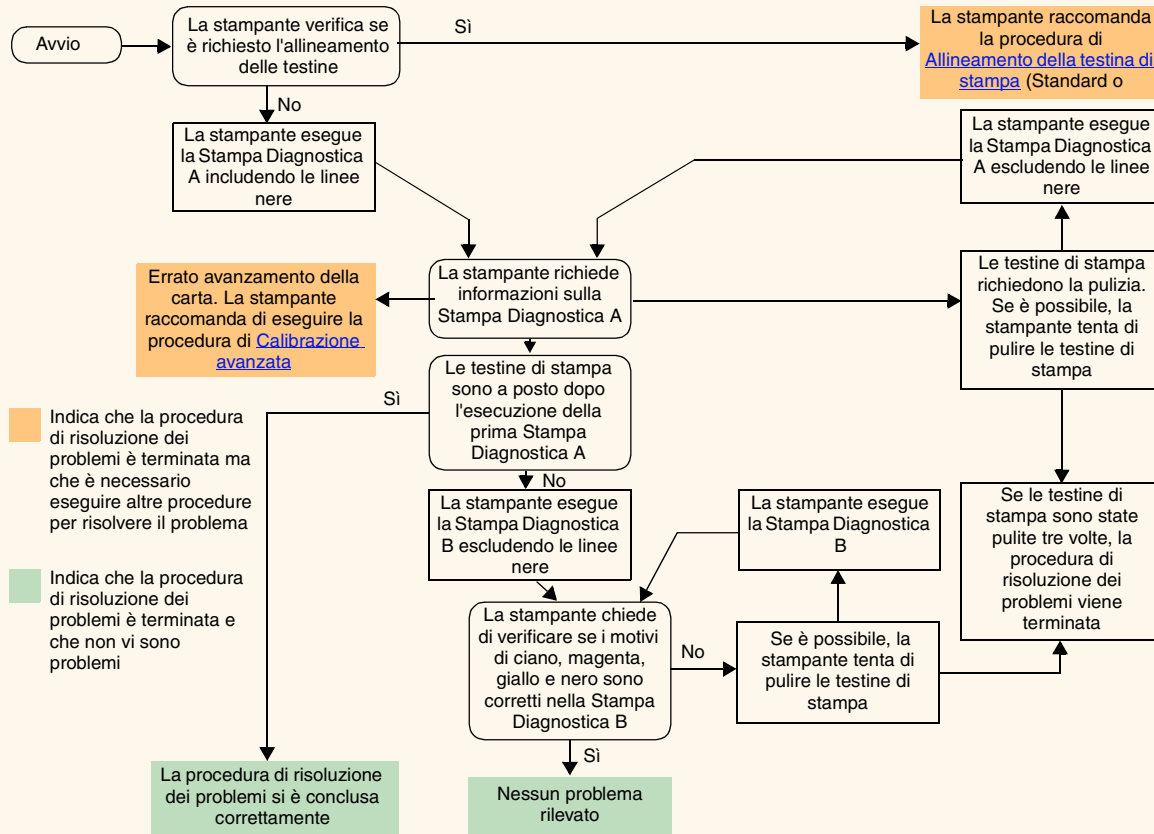 Avvio
La stampante verifica se
è richiesto l'allineamento
delle testine
Sì
La stampante raccomanda
la procedura di
Allineamento della testina di
stampa (Standard o
No
La stampante esegue
la Stampa Diagnostica
A includendo le linee
nere
La stampante esegue
la Stampa Diagnostica
A escludendo le linee
nere
Errato avanzamento della
carta. La stampante
raccomanda di eseguire la
procedura di Calibrazione
avanzata
La stampante richiede
informazioni sulla
Stampa Diagnostica A
Le testine di stampa
richiedono la pulizia.
Se è possibile, la
stampante tenta di
pulire le testine di
stampa
Sì
Le testine di stampa
sono a posto dopo
l'esecuzione della
prima Stampa
Diagnostica A
Indica che la procedura
di risoluzione dei
problemi è terminata ma
che è necessario
eseguire altre procedure
per risolvere il problema
No
La stampante esegue
la Stampa Diagnostica
B escludendo le linee
nere
La stampante esegue
la Stampa Diagnostica
B
Se le testine di
stampa sono state
pulite tre volte, la
procedura di
risoluzione dei
problemi viene
terminata
Indica che la procedura
di risoluzione dei
problemi è terminata e
che non vi sono
problemi
La stampante chiede
di verificare se i motivi
di ciano, magenta,
giallo e nero sono
corretti nella Stampa
Diagnostica B
No
Se è possibile, la
stampante tenta di
pulire le testine di
stampa
Sì
La procedura di risoluzione
dei problemi si è conclusa
correttamente
Nessun problema
rilevato